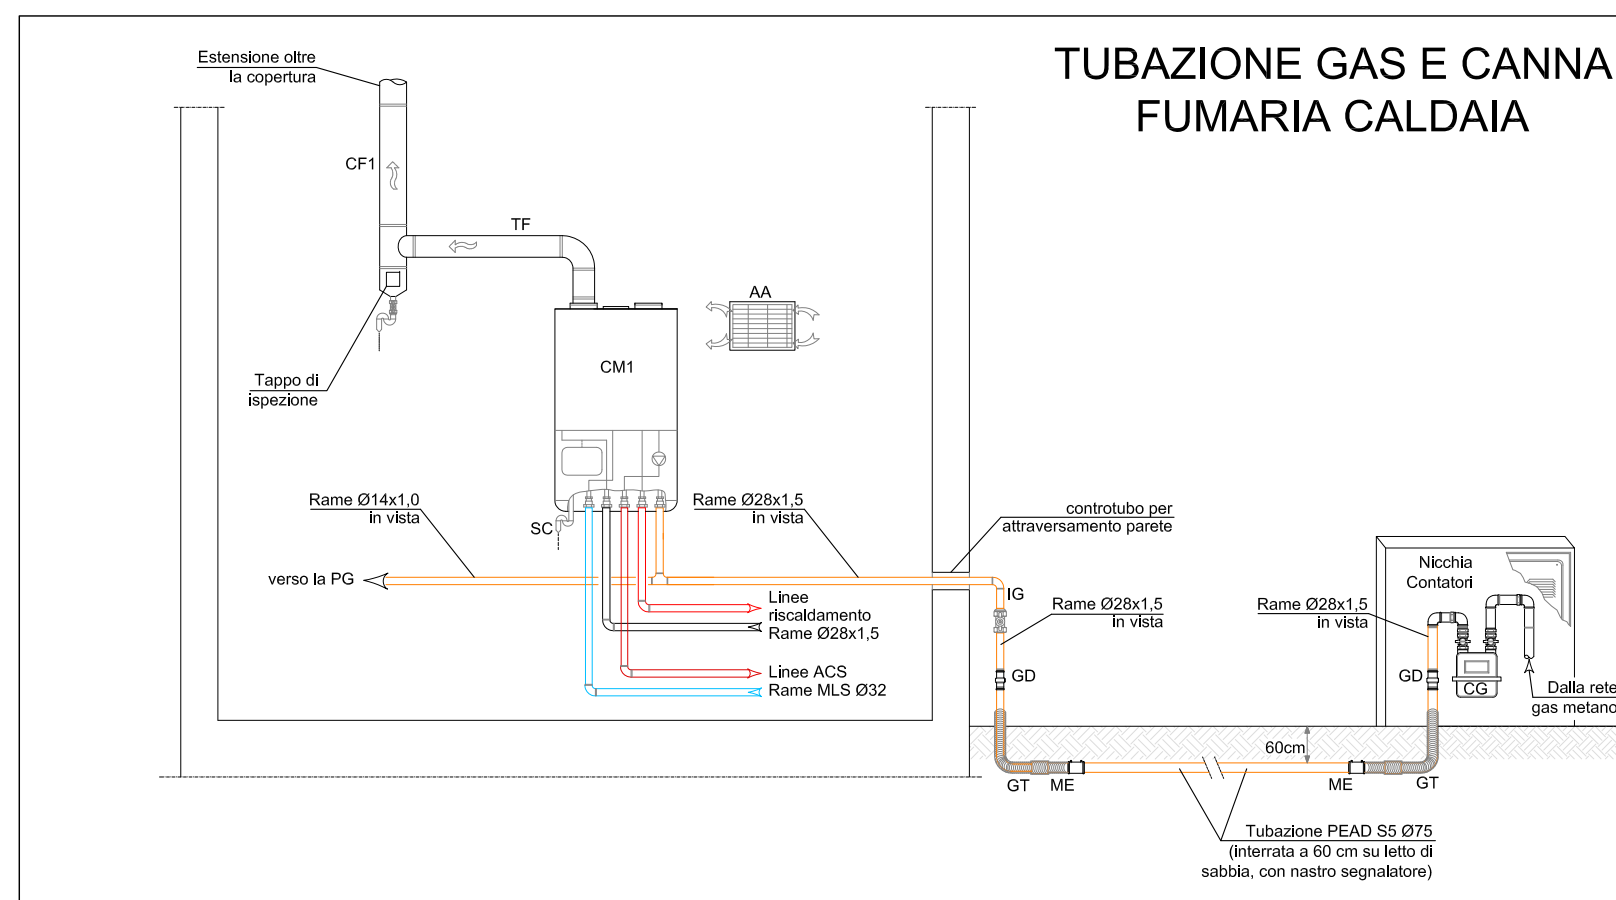 TUBAZIONE GAS E CANNA
FUMARIA CALDAIA
Estensione oltre
la copertura
CF1
TF
AA
CM1
Tappo di
ispezione
Rame Ø14x1,0
in vista
SC
Rame Ø28x1,5
in vista
controtubo per
attraversamento parete
verso la PG
Linee
riscaldamento
Rame Ø28x1,5
Linee ACS
Rame MLS Ø32
IG
Rame Ø28x1,5
in vista
Rame Ø28x1,5
in vista
Nicchia
Contatori
GD
GD
CG
Dalla rete
gas metano
60cm
GT
ME
ME
GT
Tubazione PEAD S5 Ø75
(interrata a 60 cm su letto di
sabbia, con nastro segnalatore)